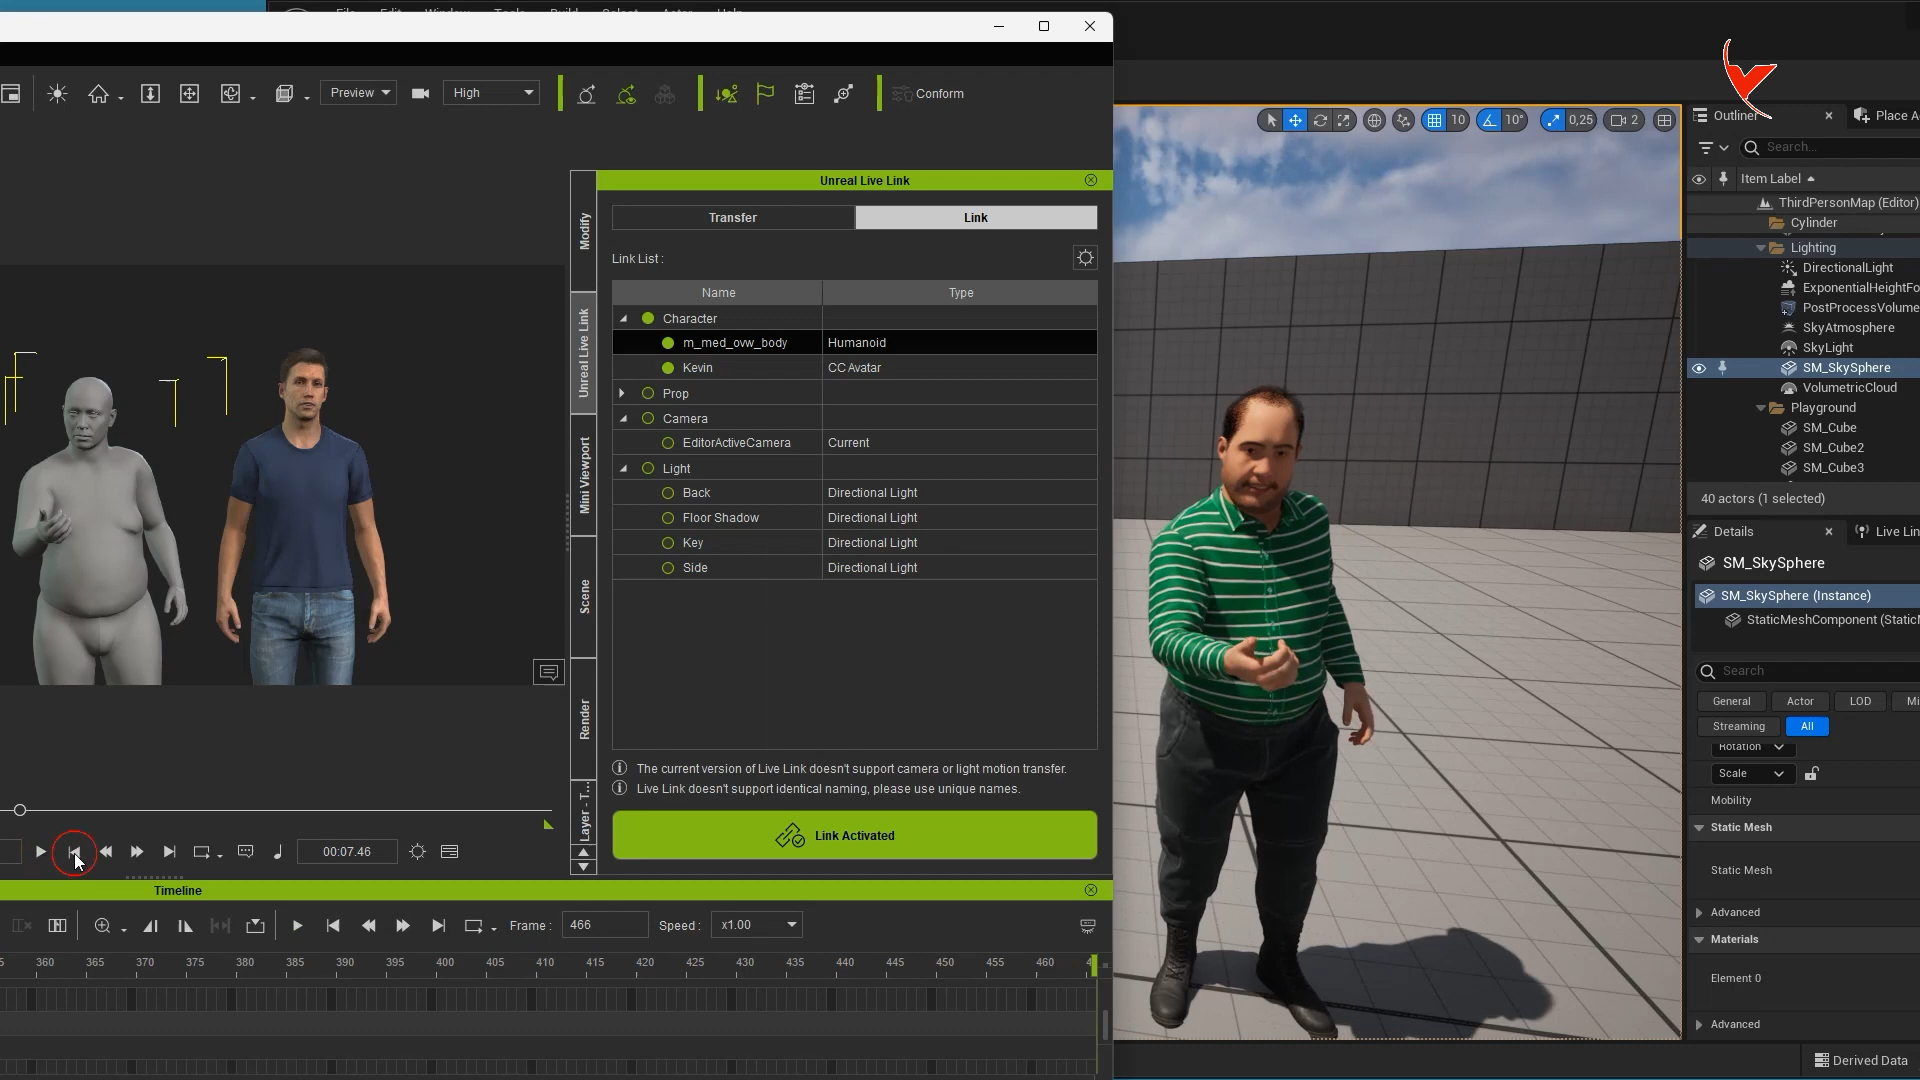 File Edit Window Tools Build Select Actor Help
Preview
High
Conform
Unreal Live Link
Transfer
Link
Link List :
Name
Type
Character
m_med_ovw_body
Humanoid
Kevin
CC Avatar
Prop
Camera
EditorActiveCamera
Current
Light
Back
Directional Light
Floor Shadow
Directional Light
Key
Directional Light
Side
Directional Light
The current version of Live Link doesn't support camera or light motion transfer.
Live Link doesn't support identical naming, please use unique names.
Link Activated
Modify
Unreal Live Link
Mini Viewport
Scene
Render
Layer - T...
00:07.46
Timeline
Frame :
466
Speed :
x1.00
360 365 370 375 380 385 390 395 400 405 410 415 420 425 430 435 440 445 450 455 460
10
10°
0,25
2
Outliner
Place A
Search...
Item Label
ThirdPersonMap (Editor)
Cylinder
Lighting
DirectionalLight
ExponentialHeightFo
PostProcessVolume
SkyAtmosphere
SkyLight
SM_SkySphere
VolumetricCloud
Playground
SM_Cube
SM_Cube2
SM_Cube3
40 actors (1 selected)
Details
Live Lin
SM_SkySphere
SM_SkySphere (Instance)
StaticMeshComponent (Static
Search
General
Actor
LOD
Mi
Streaming
All
Rotation
Scale
Mobility
Static Mesh
Static Mesh
Advanced
Materials
Element 0
Advanced
Derived Data